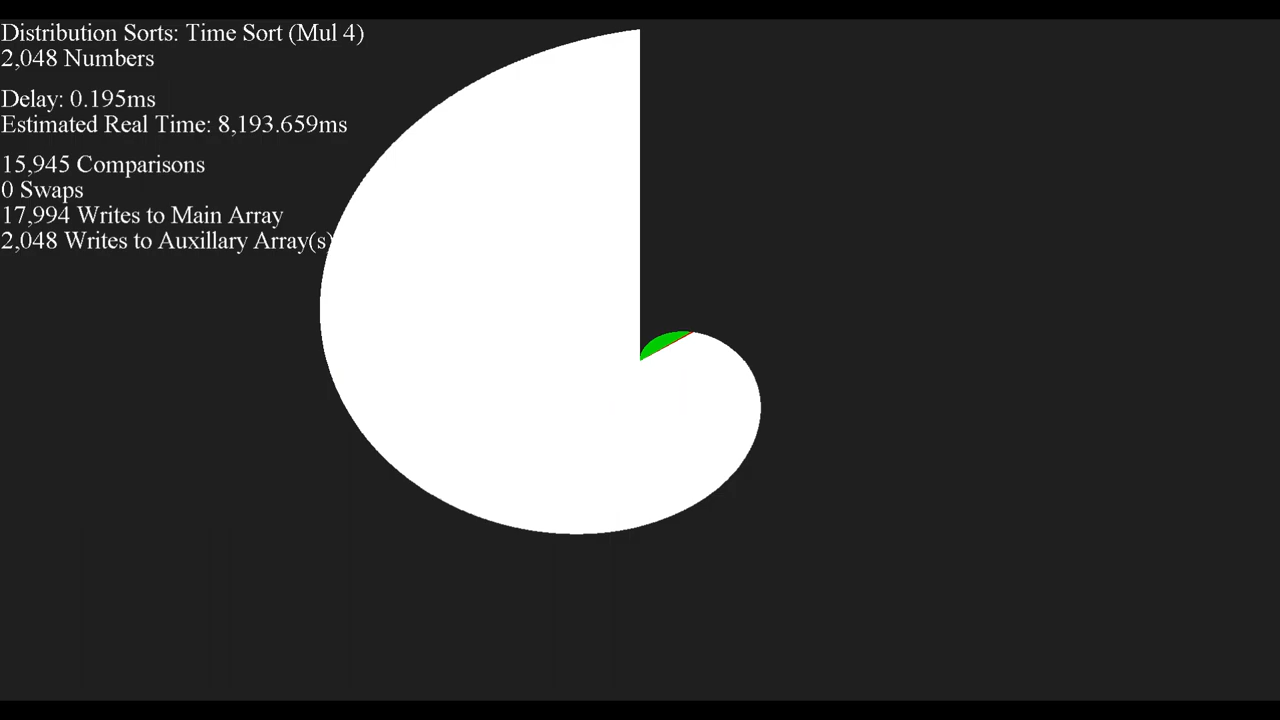 Distribution Sorts: Time Sort (Mul 4)
2,048 Numbers
Delay: 0.195ms
Estimated Real Time: 8,193.659ms
15,945 Comparisons
0 Swaps
17,994 Writes to Main Array
2,048 Writes to Auxillary Array(s)